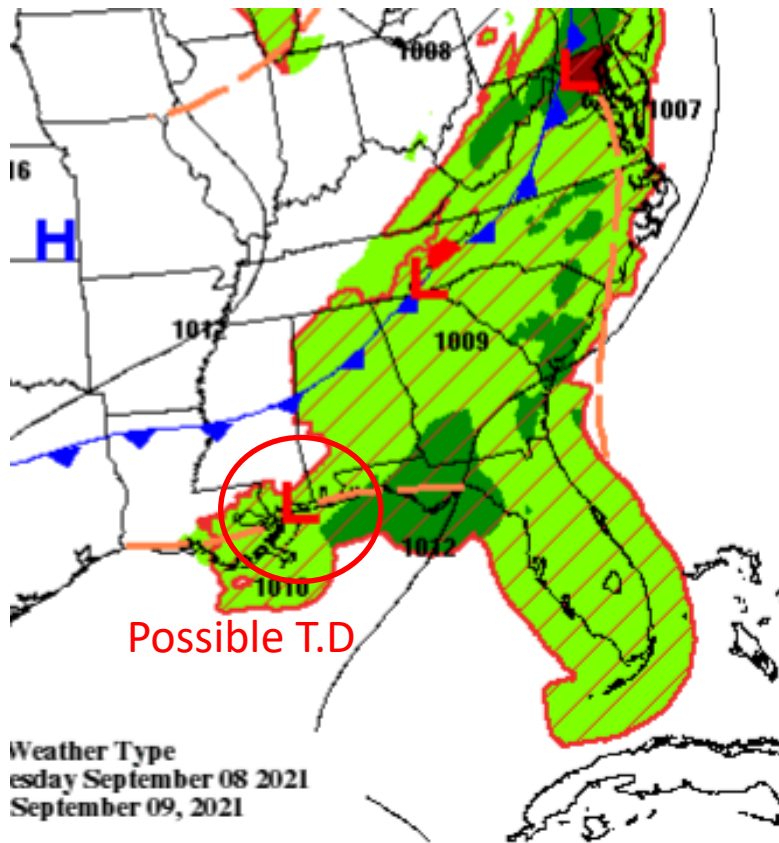 1008
L
1007
16
H
L
1012
1009
L
1012
1010
Possible T.D
Weather Type
esday September 08 2021
September 09, 2021